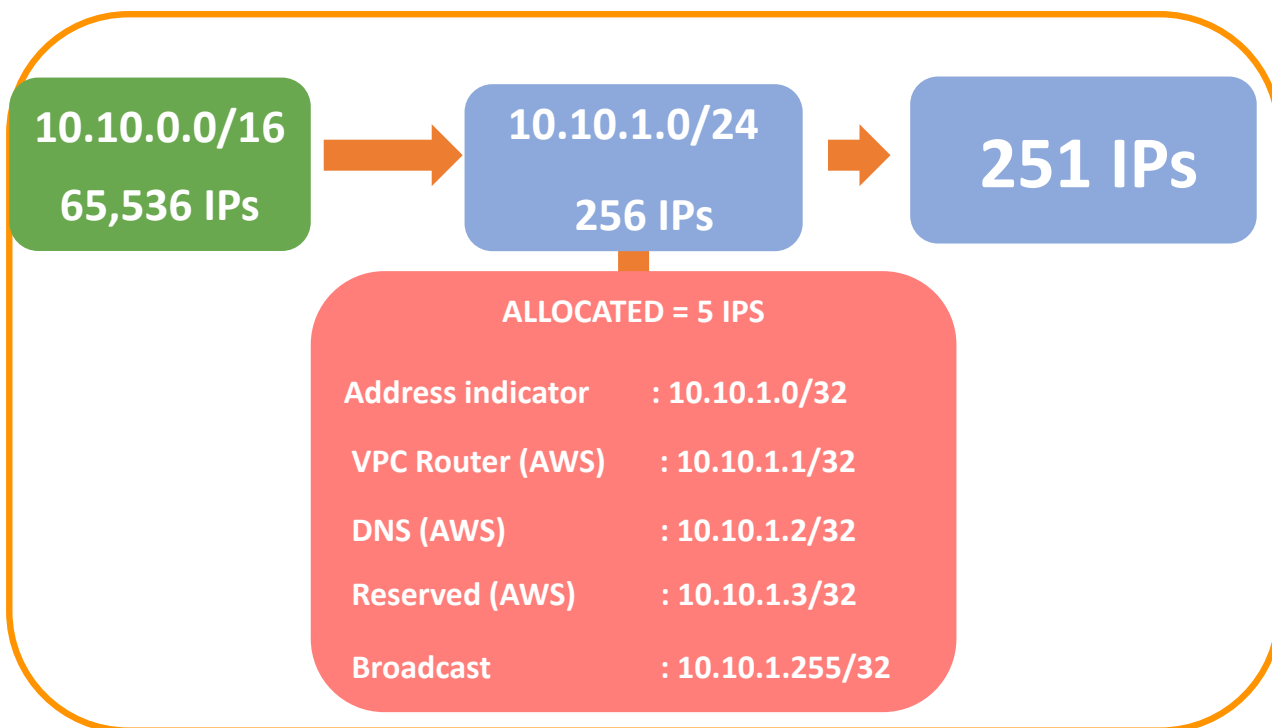 10.10.0.0/16
65,536 IPs
10.10.1.0/24
256 IPs
251 IPs
ALLOCATED = 5 IPS
Address indicator : 10.10.1.0/32
VPC Router (AWS) : 10.10.1.1/32
DNS (AWS) : 10.10.1.2/32
Reserved (AWS) : 10.10.1.3/32
Broadcast : 10.10.1.255/32